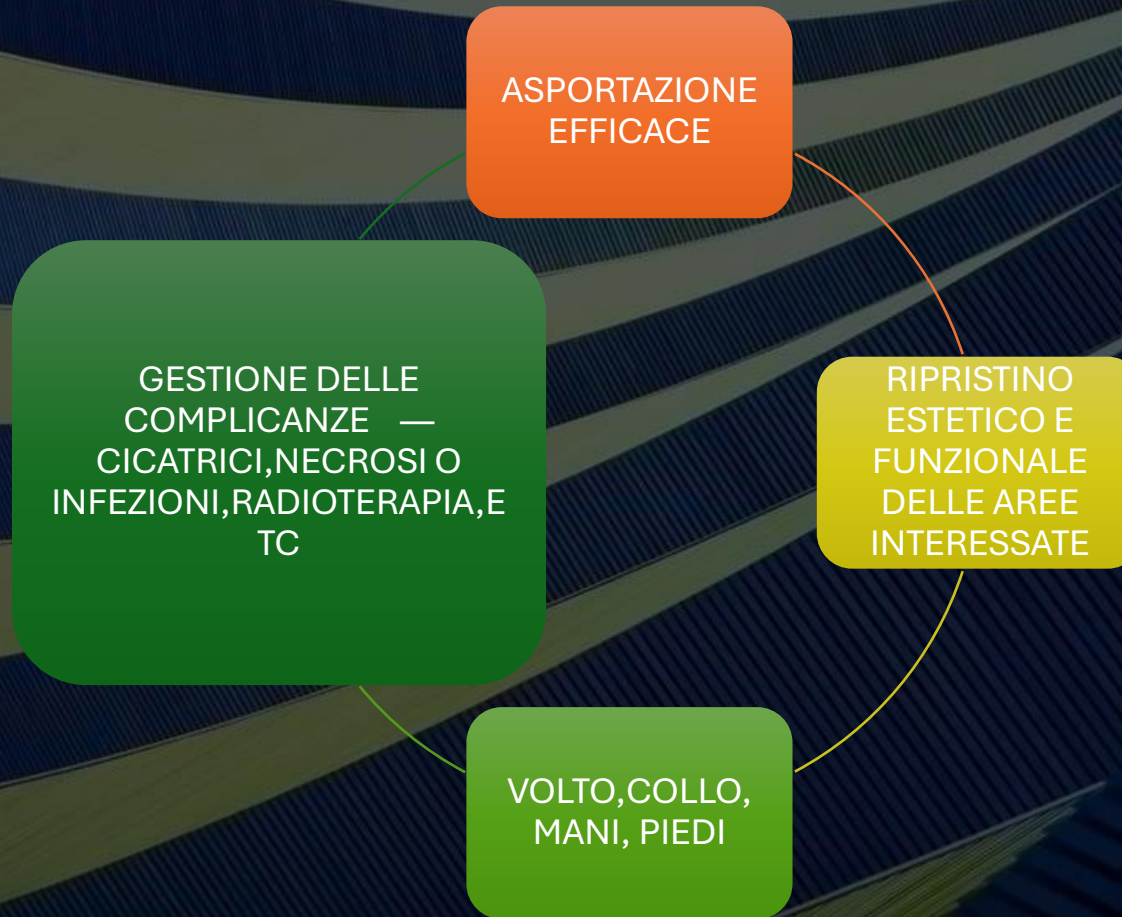 ASPORTAZIONE
EFFICACE
RIPRISTINO
ESTETICO E
FUNZIONALE
DELLE AREE
INTERESSATE
VOLTO,COLLO,
MANI, PIEDI
GESTIONE DELLE
COMPLICANZE —
CICATRICI,NECROSI O
INFEZIONI,RADIOTERAPIA,E
TC